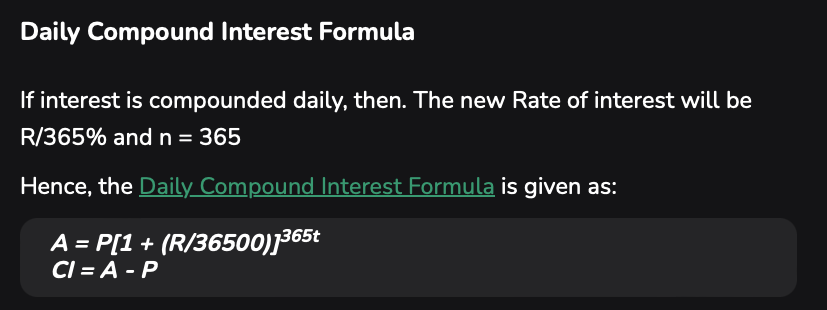 Daily Compound Interest Formula
If interest is compounded daily, then. The new Rate of interest will be
R/365% and n = 365
Hence, the Daily Compound Interest Formula is given as:
A = P[1 + (R/36500)]³⁶⁵ᵗ
CI = A - P